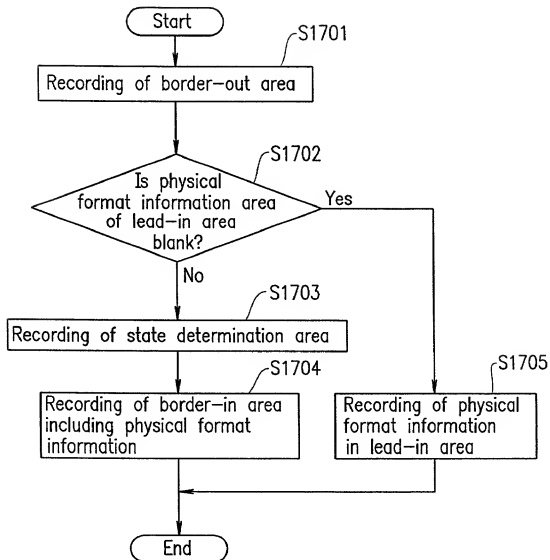 Start
S1701
Recording of border-out area
S1702
Is physical
format information area
of lead-in area
blank?
Yes
No
S1703
Recording of state determination area
S1704
Recording of border-in area
including physical format
information
S1705
Recording of physical
format information
in lead-in area
End